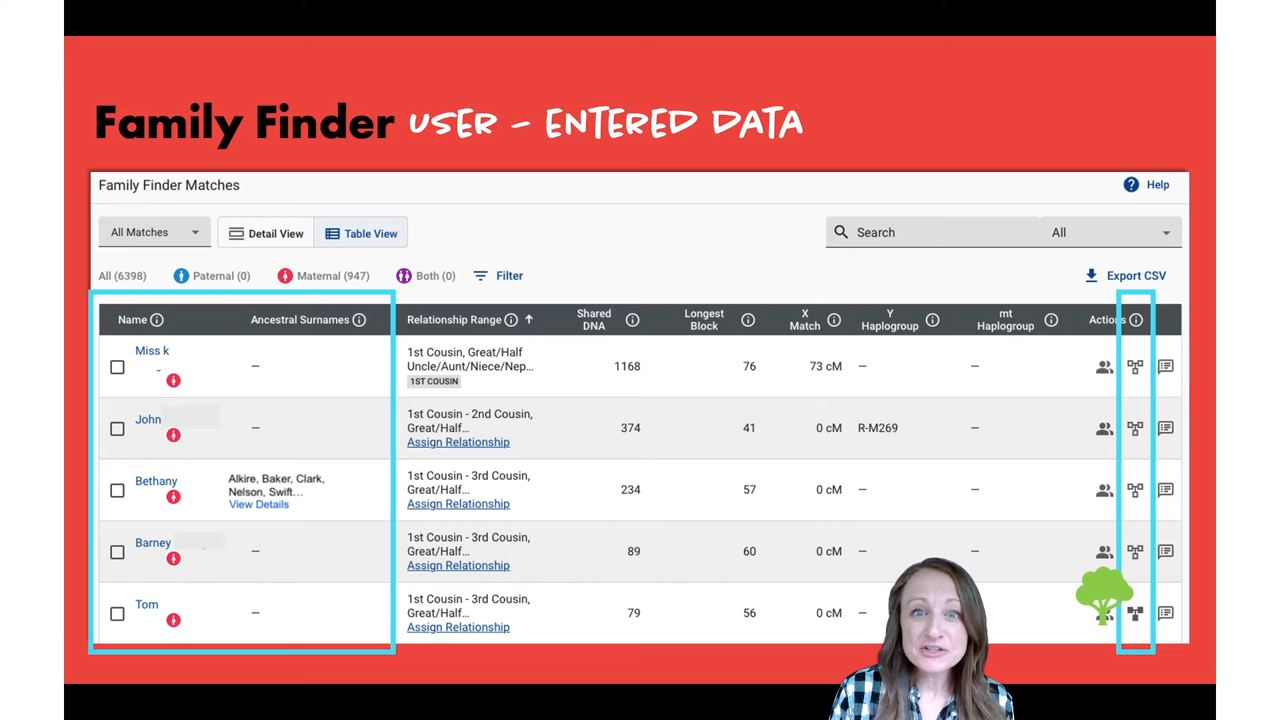 Family Finder USER - ENTERED DATA
Family Finder Matches
Help
All Matches
Detail View
Table View
Search
All
All (6398)
Paternal (0)
Maternal (947)
Both (0)
Filter
Export CSV
Name
Ancestral Surnames
Relationship Range
Shared
DNA
Longest
Block
X
Match
Y
Haplogroup
mt
Haplogroup
Actions
Miss k
—
1st Cousin, Great/Half
Uncle/Aunt/Niece/Nep...
1ST COUSIN
1168
76
73 cM
—
—
John
—
1st Cousin - 2nd Cousin,
Great/Half...
Assign Relationship
374
41
0 cM
R-M269
—
Bethany
Alkire, Baker, Clark,
Nelson, Swift...
View Details
1st Cousin - 3rd Cousin,
Great/Half...
Assign Relationship
234
57
0 cM
—
—
Barney
—
1st Cousin - 3rd Cousin,
Great/Half...
Assign Relationship
89
60
0 cM
—
—
Tom
—
1st Cousin - 3rd Cousin,
Great/Half...
Assign Relationship
79
56
0 cM
—